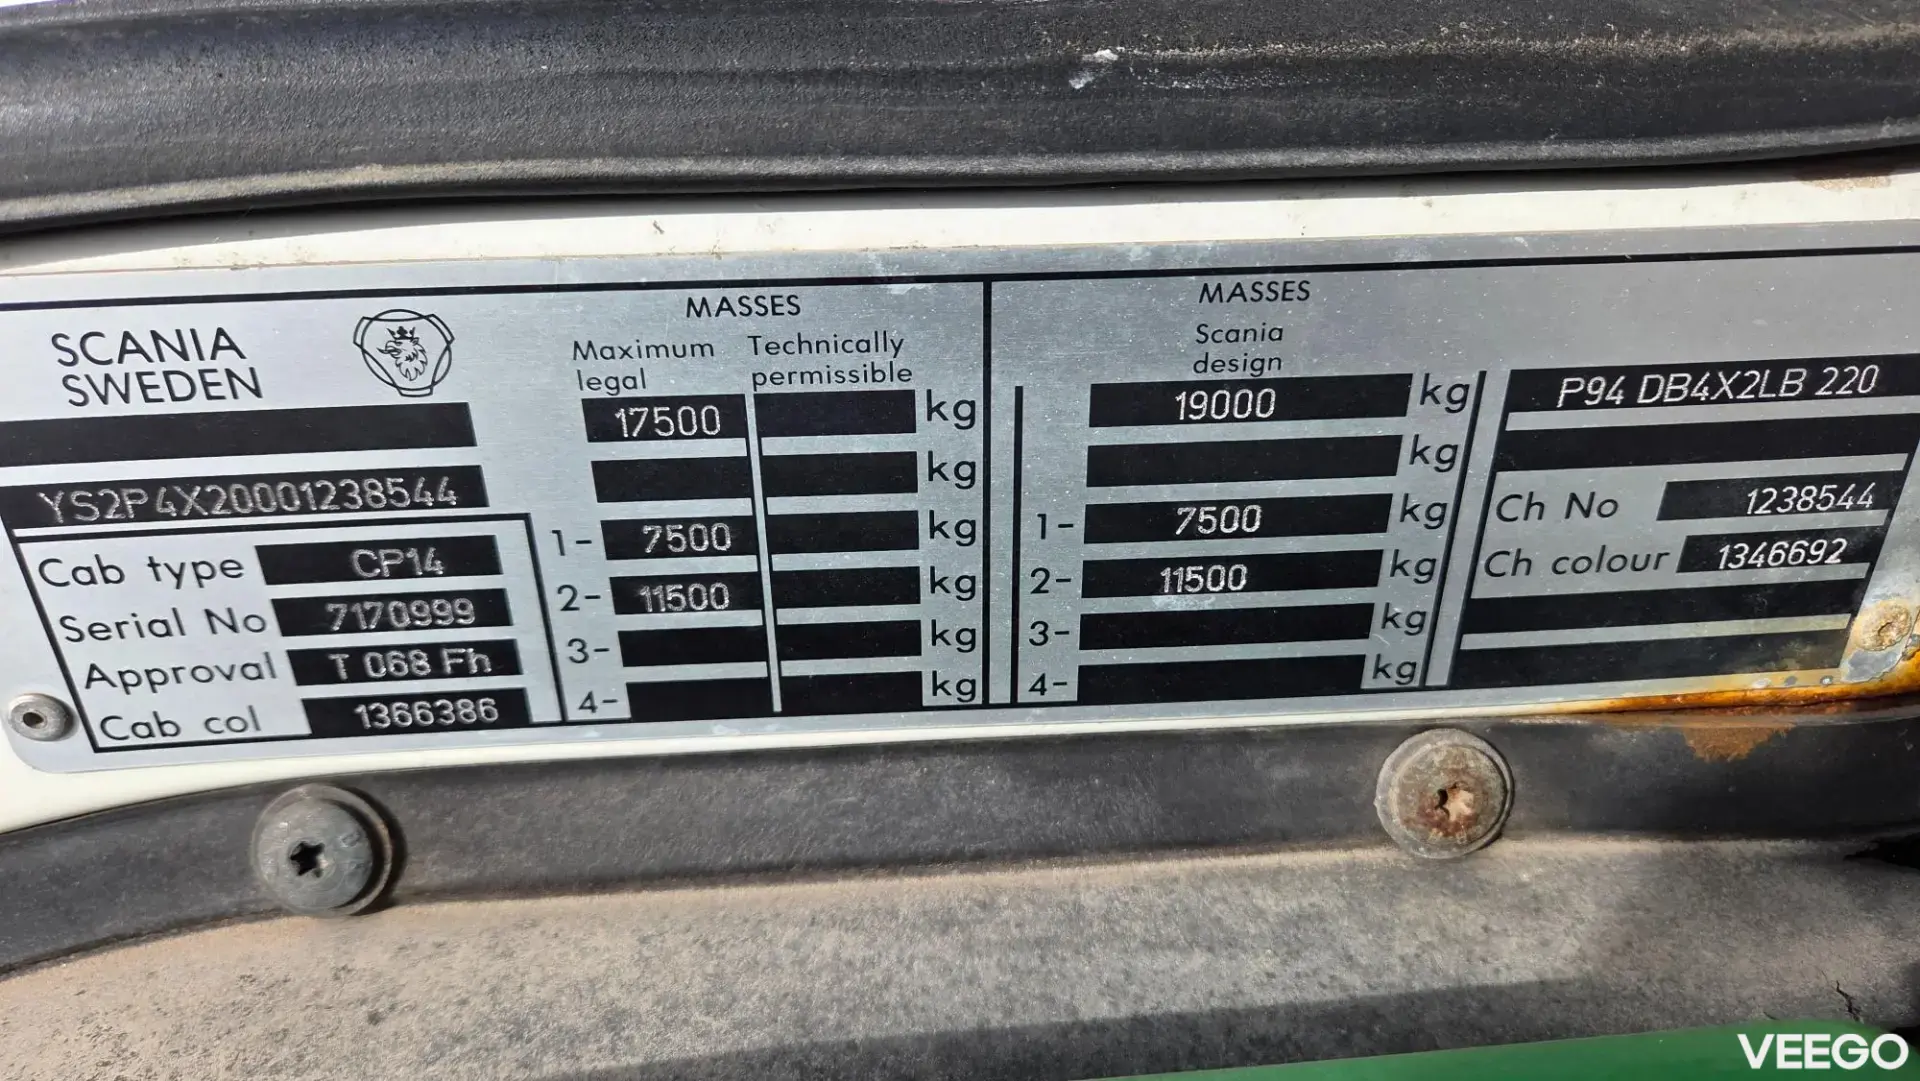 SCANIA
SWEDEN
YS2P4X20001238544
Cab type CP14
Serial No 7170999
Approval T 068 Fh
Cab col 1366386
MASSES
Maximum legal Technically permissible
17500 kg
kg
1- 7500 kg
2- 11500 kg
3- kg
4- kg
MASSES
Scania design
19000 kg
kg
1- 7500 kg
2- 11500 kg
3- kg
4- kg
P94 DB4X2LB 220
Ch No 1238544
Ch colour 1346692
VEEGO